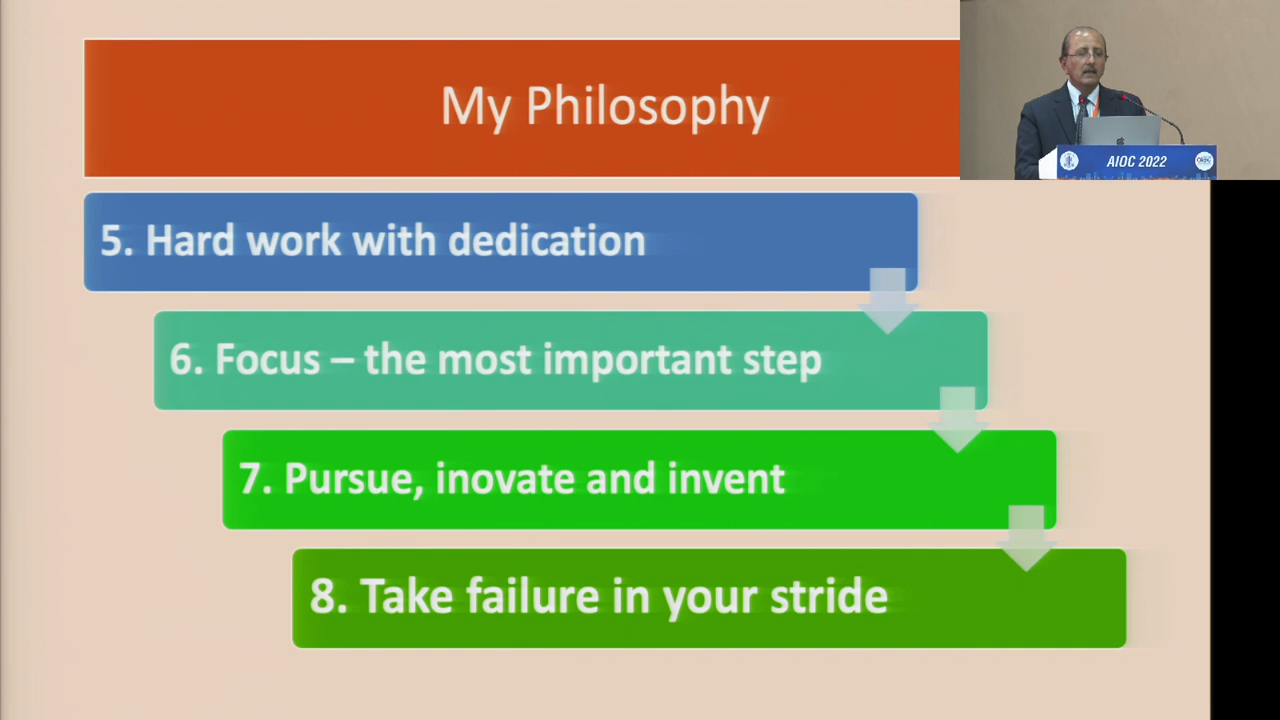 My Philosophy
5. Hard work with dedication
6. Focus – the most important step
7. Pursue, inovate and invent
8. Take failure in your stride
AIOC 2022